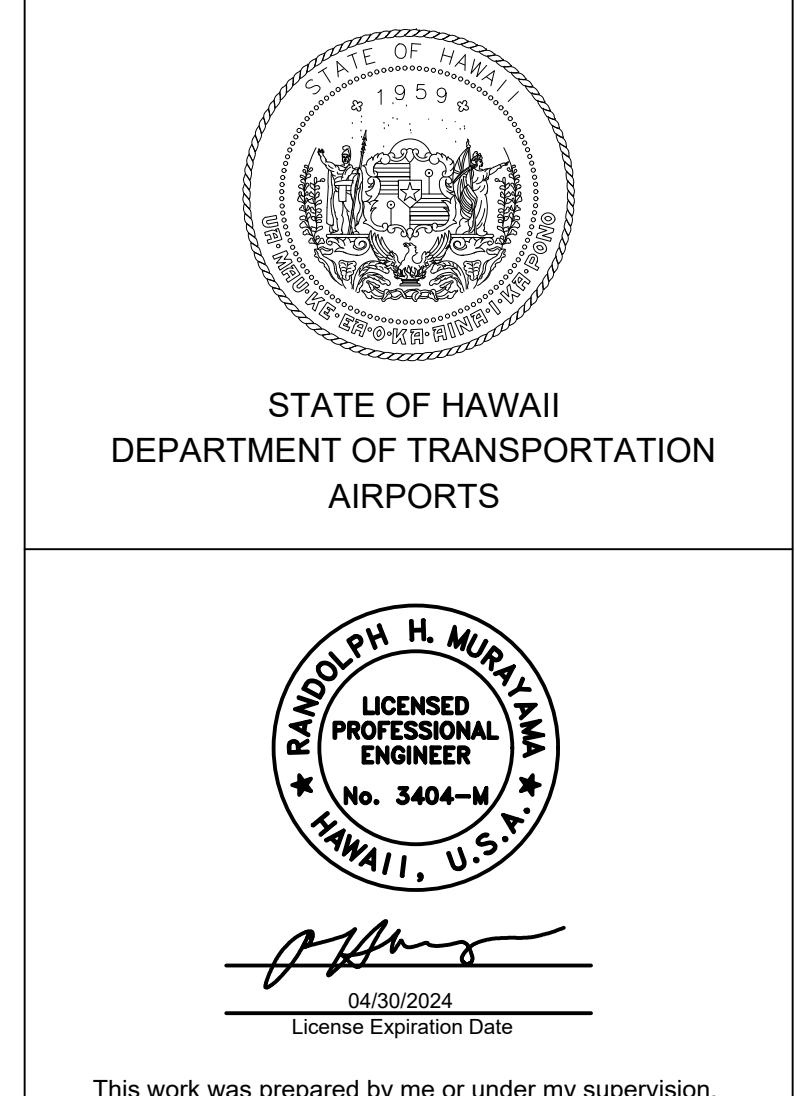 STATE OF HAWAII
1959
UA·MAU·KE·EA·O·KA·AINA·I·KA·PONO
STATE OF HAWAII
DEPARTMENT OF TRANSPORTATION
AIRPORTS
RANDOLPH H. MURAYAMA
LICENSED
PROFESSIONAL
ENGINEER
No. 3404-M
★ HAWAII, U.S.A. ★
04/30/2024
License Expiration Date
This work was prepared by me or under my supervision.